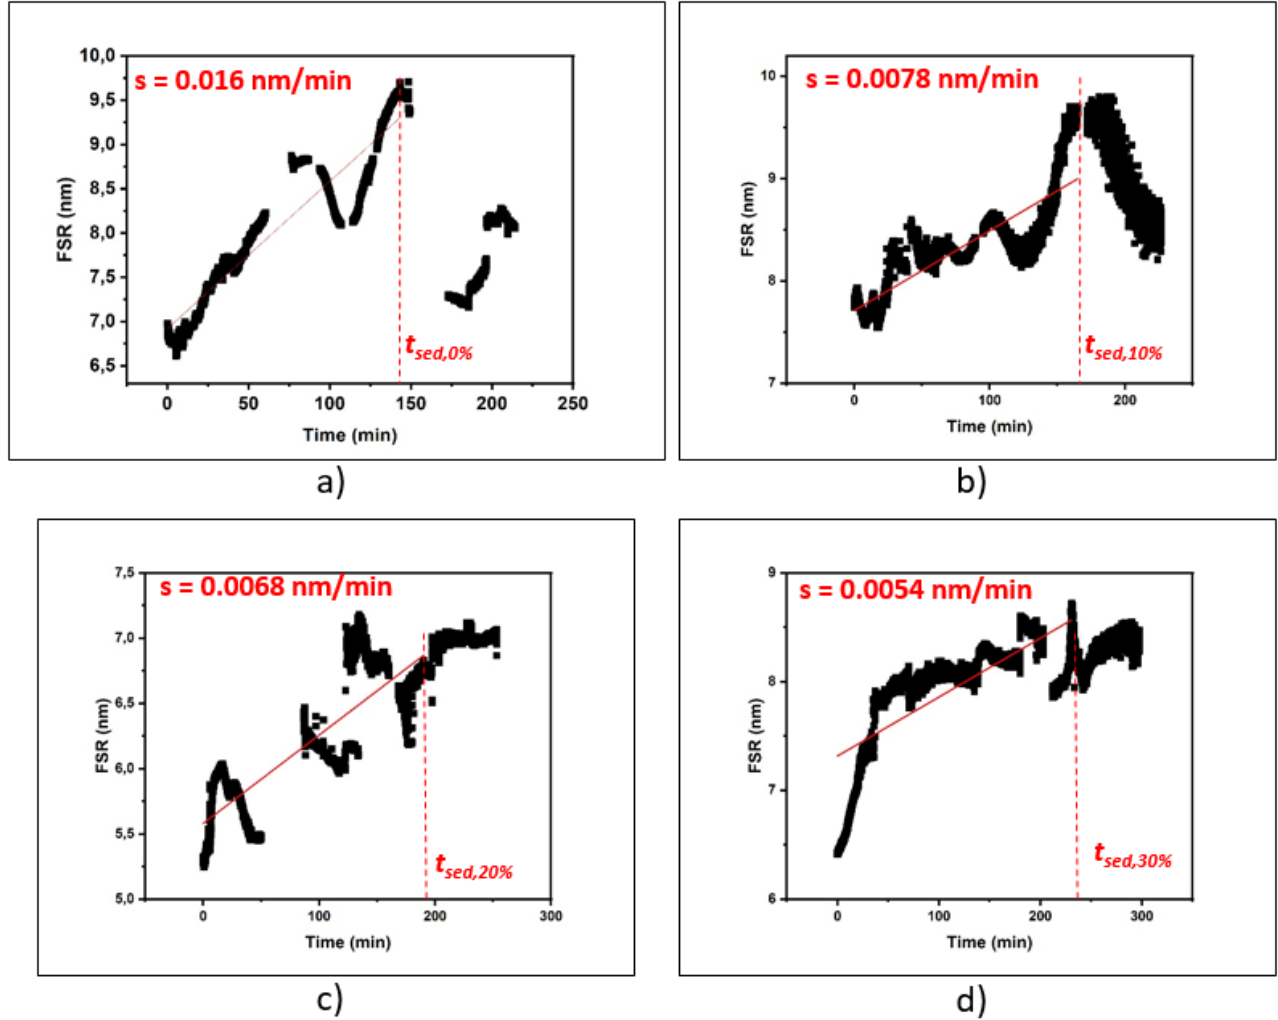 s = 0.016 nm/min
10,0
9,5
9,0
8,5
8,0
7,5
7,0
6,5
FSR (nm)
0 50 100 150 200 250
Time (min)
tsed,0%
a)
s = 0.0078 nm/min
10
9
8
7
FSR (nm)
0 100 200
Time (min)
tsed,10%
b)
s = 0.0068 nm/min
7,5
7,0
6,5
6,0
5,5
5,0
FSR (nm)
0 100 200 300
Time (min)
tsed,20%
c)
s = 0.0054 nm/min
9
8
7
6
FSR (nm)
0 100 200 300
Time (min)
tsed,30%
d)